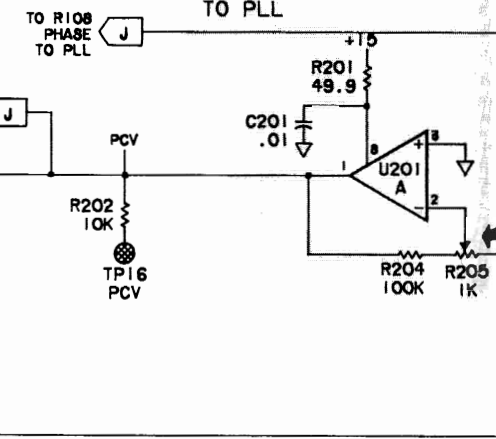 TO PLL
TO R108
PHASE
TO PLL
J
+15
R201
49.9
J
C201
.01
PCV
8
3
+
1
U201
A
2
-
R202
10K
TP16
PCV
R204
100K
R205
1K